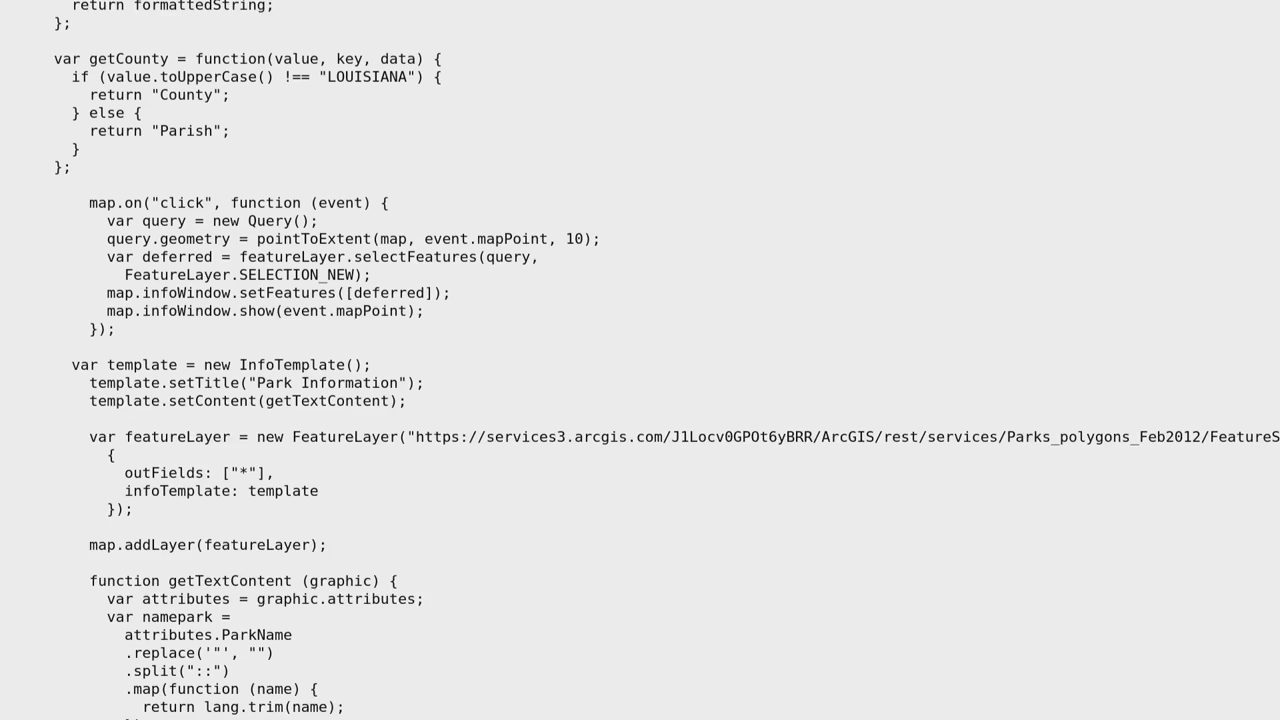 return formattedString;
};
var getCounty = function(value, key, data) {
if (value.toUpperCase() !== "LOUISIANA") {
return "County";
} else {
return "Parish";
}
};
map.on("click", function (event) {
var query = new Query();
query.geometry = pointToExtent(map, event.mapPoint, 10);
var deferred = featureLayer.selectFeatures(query,
FeatureLayer.SELECTION_NEW);
map.infoWindow.setFeatures([deferred]);
map.infoWindow.show(event.mapPoint);
});
var template = new InfoTemplate();
template.setTitle("Park Information");
template.setContent(getTextContent);
var featureLayer = new FeatureLayer("https://services3.arcgis.com/J1Locv0GPOt6yBRR/ArcGIS/rest/services/Parks_polygons_Feb2012/FeatureS
{
outFields: ["*"],
infoTemplate: template
});
map.addLayer(featureLayer);
function getTextContent (graphic) {
var attributes = graphic.attributes;
var namepark =
attributes.ParkName
.replace('"', "")
.split("::")
.map(function (name) {
return lang.trim(name);